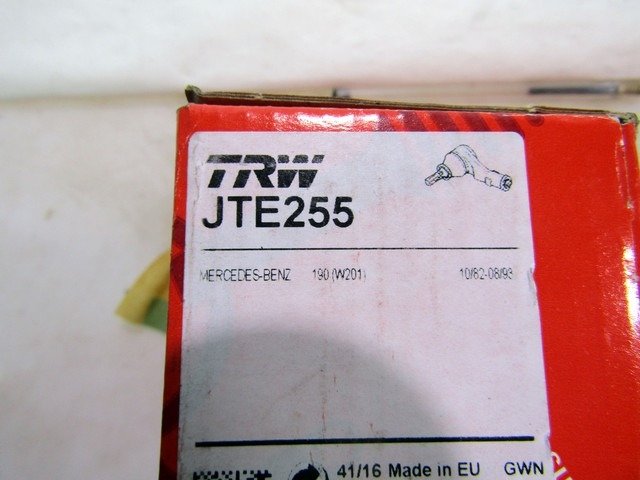 TRW
JTE255
MERCEDES-BENZ 190 (W201) 10/82-08/93
41/16 Made in EU GWN